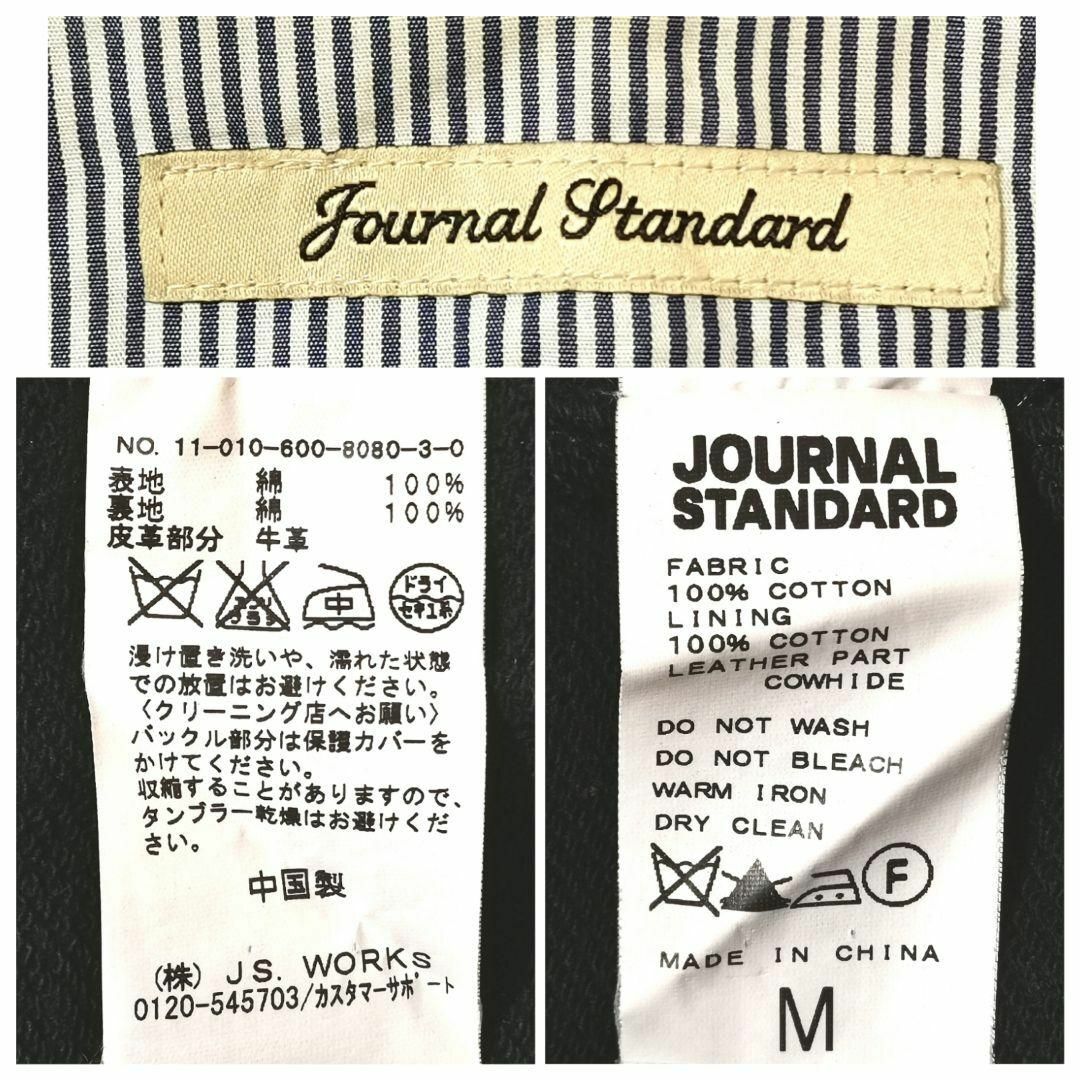 Journal Standard
NO. 11-010-600-8080-3-0
表地 綿 100%
裏地 綿 100%
皮革部分 牛革
エンソ サラシ 中 ドライ セキユ系
浸け置き洗いや、濡れた状態
での放置はお避けください。
〈クリーニング店へお願い〉
バックル部分は保護カバーを
かけてください。
収縮することがありますので、
タンブラー乾燥はお避けくだ
さい。
中国製
(株) JS. WORKs
0120-545703/カスタマーサポート
JOURNAL
STANDARD
FABRIC
100% COTTON
LINING
100% COTTON
LEATHER PART
COWHIDE
DO NOT WASH
DO NOT BLEACH
WARM IRON
DRY CLEAN
F
MADE IN CHINA
M